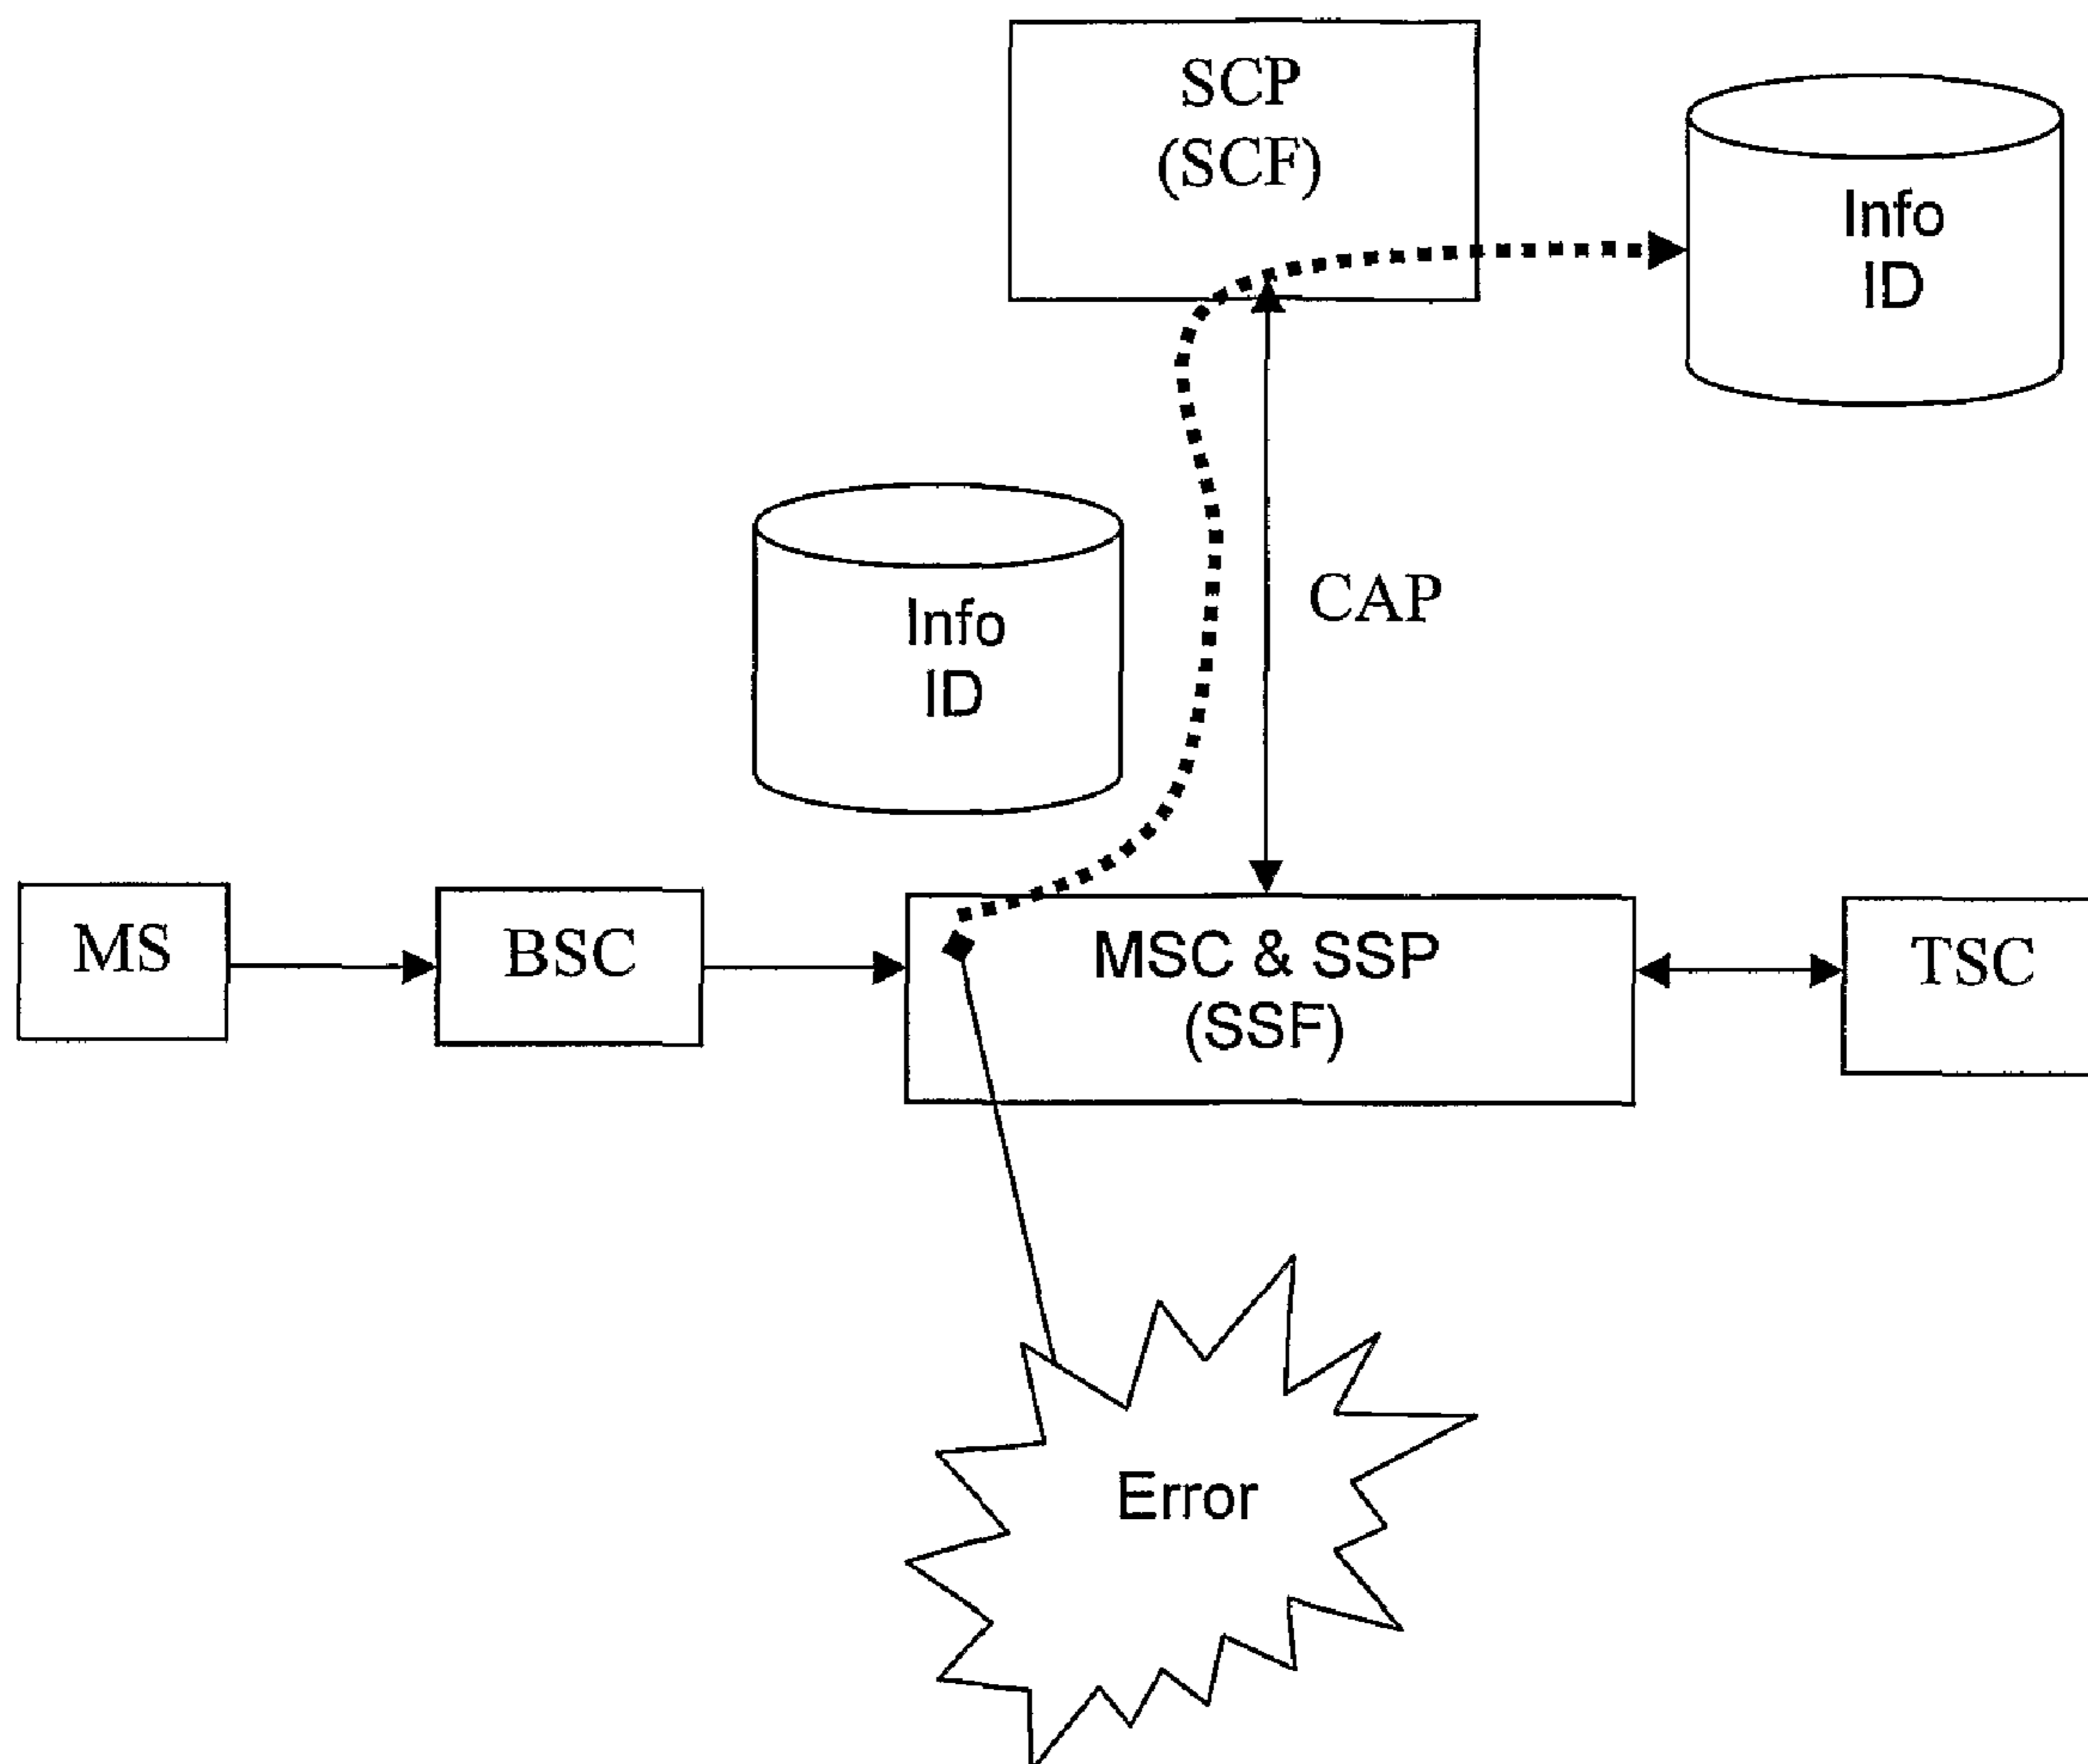 SCP
(SCF)
Info
ID
Info
ID
CAP
MS
BSC
MSC & SSP
(SSF)
TSC
Error